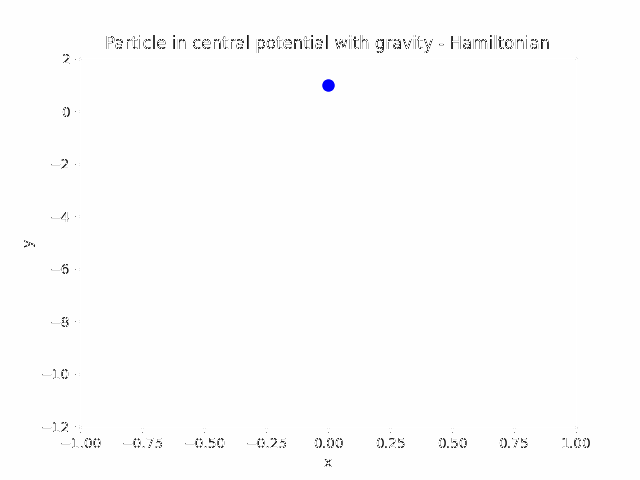 Particle in central potential with gravity - Hamiltonian
2
0
−2
−4
−6
−8
−10
−12
y
−1.00 −0.75 −0.50 −0.25 0.00 0.25 0.50 0.75 1.00
x